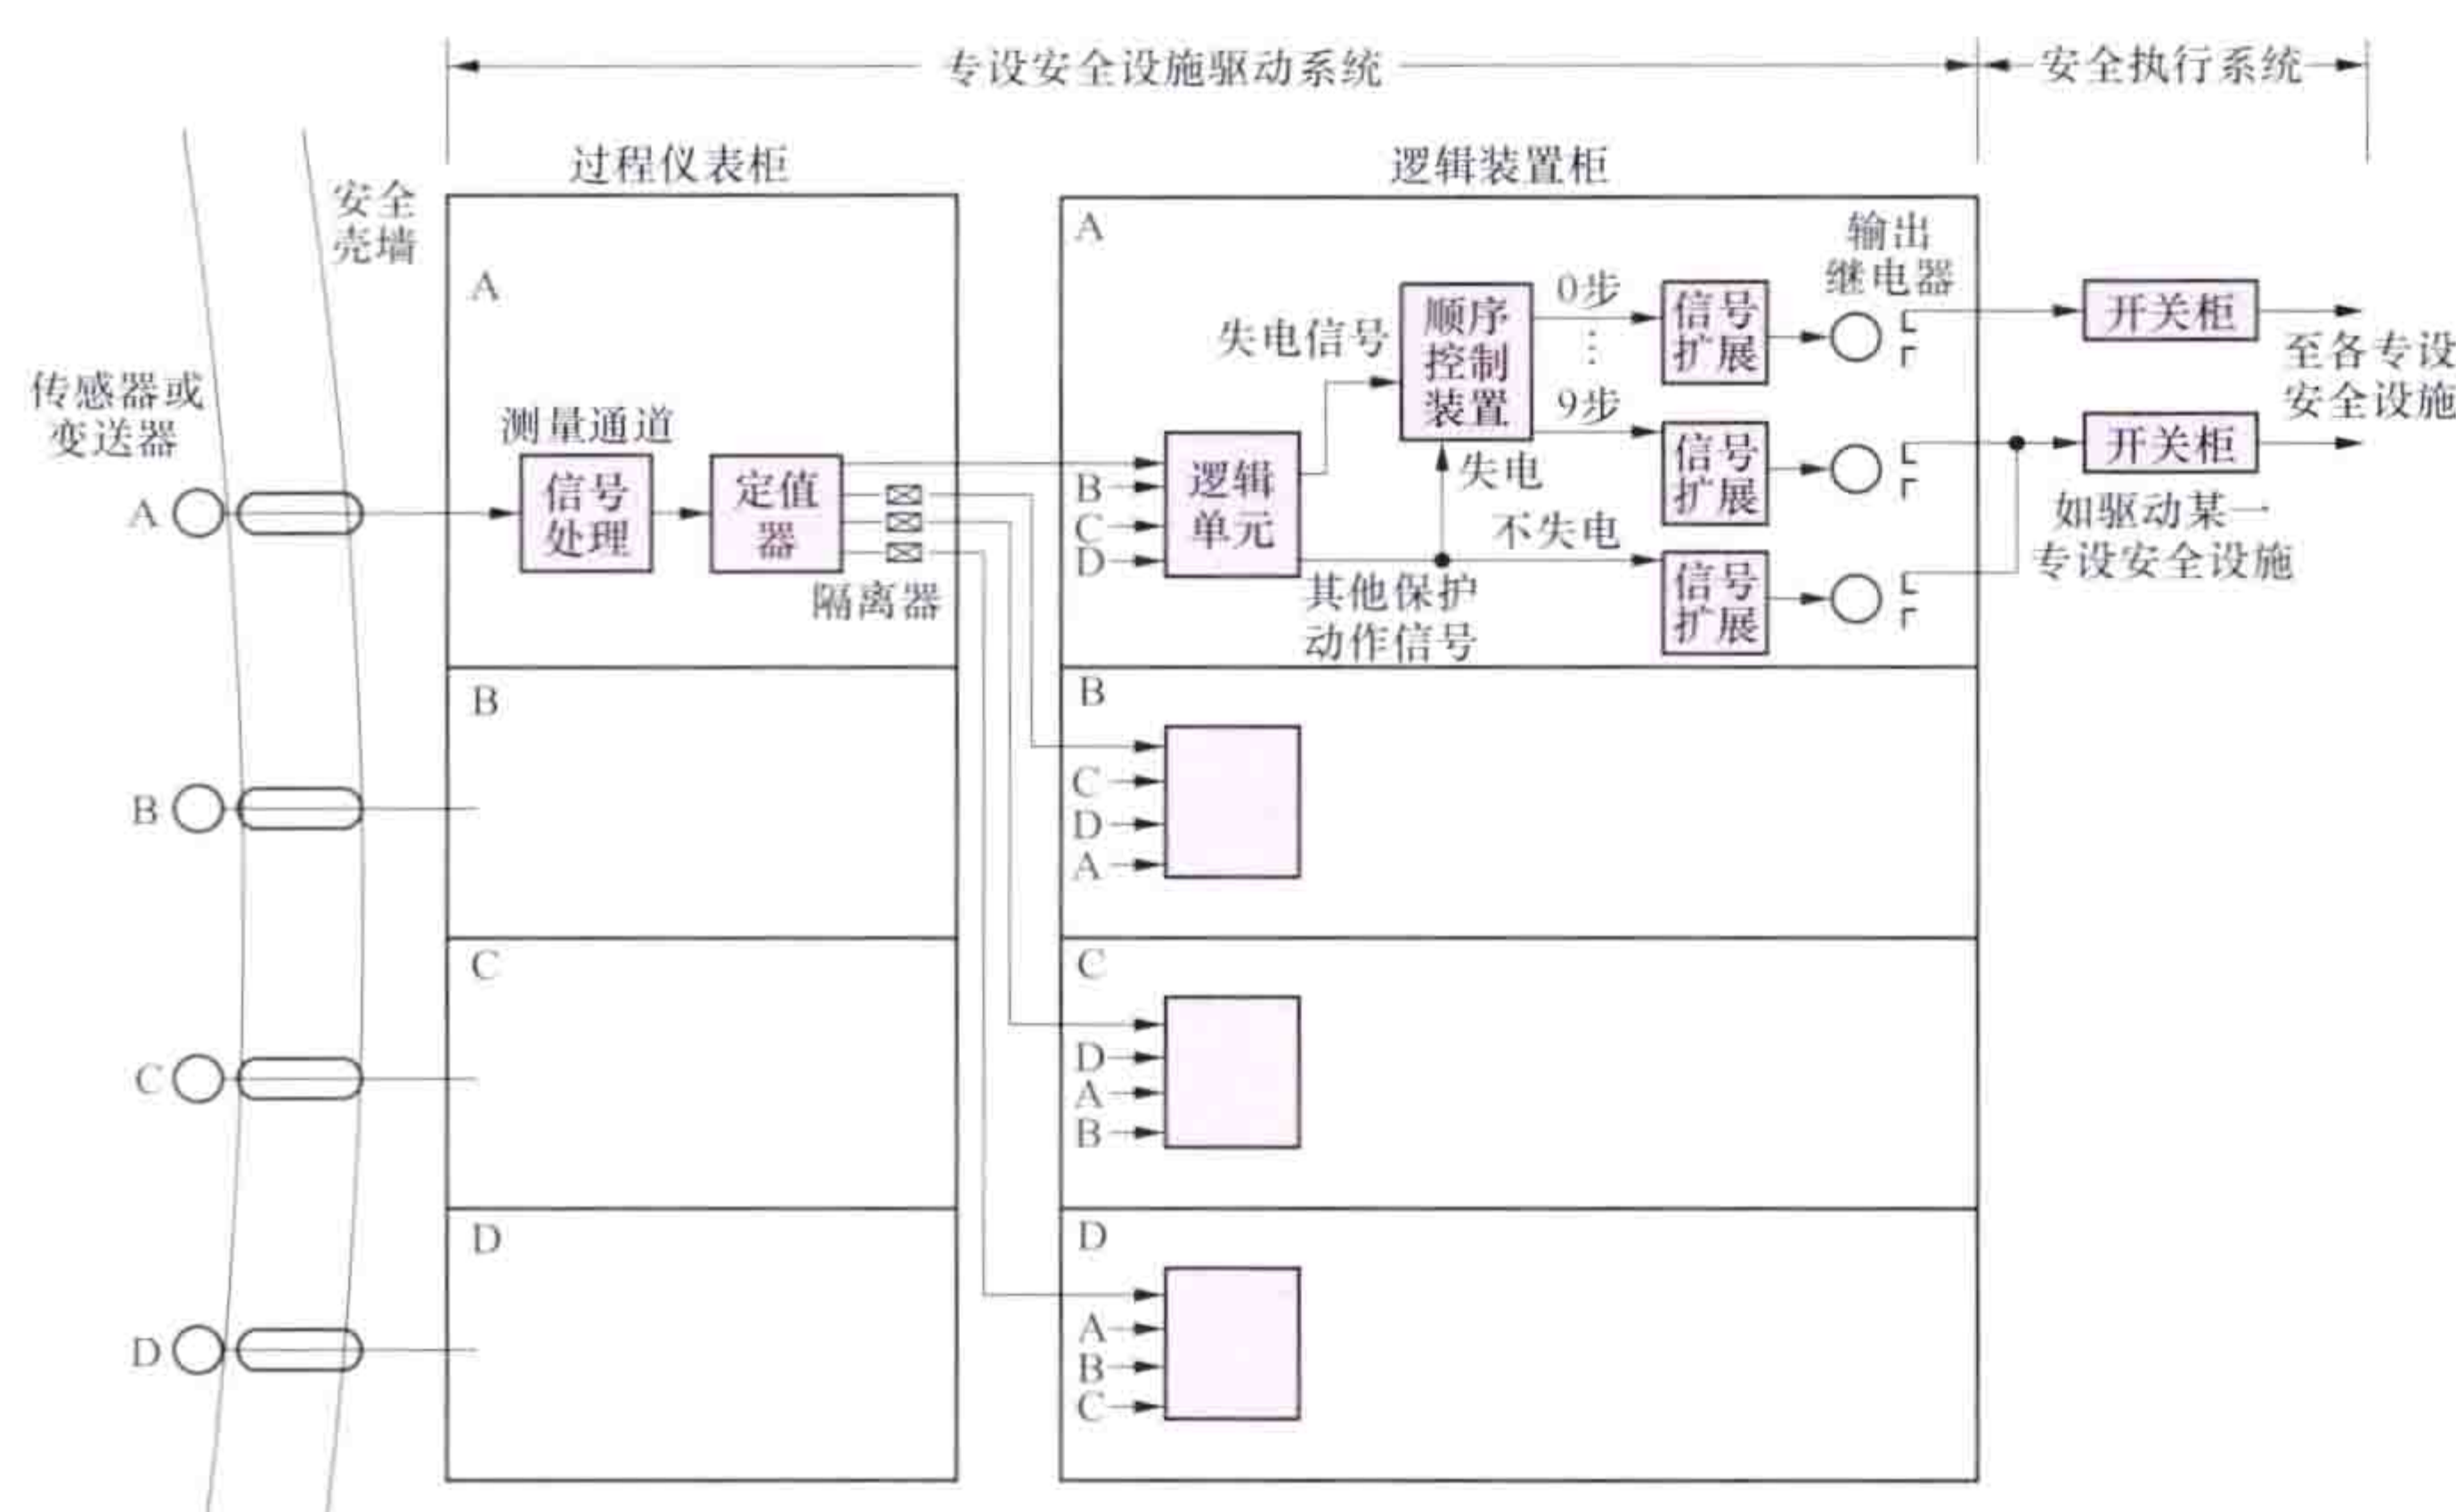 专设安全设施驱动系统
安全执行系统
过程仪表柜
逻辑装置柜
安全
壳墙
传感器或
变送器
A
B
C
D
A
测量通道
信号
处理
定值
器
隔离器
B
C
D
A
B
C
D
逻辑
单元
失电信号
顺序
控制
装置
失电
不失电
其他保护
动作信号
0步
9步
信号
扩展
信号
扩展
信号
扩展
输出
继电器
B
C
D
A
C
D
A
B
D
A
B
C
开关柜
开关柜
至各专设
安全设施
如驱动某一
专设安全设施